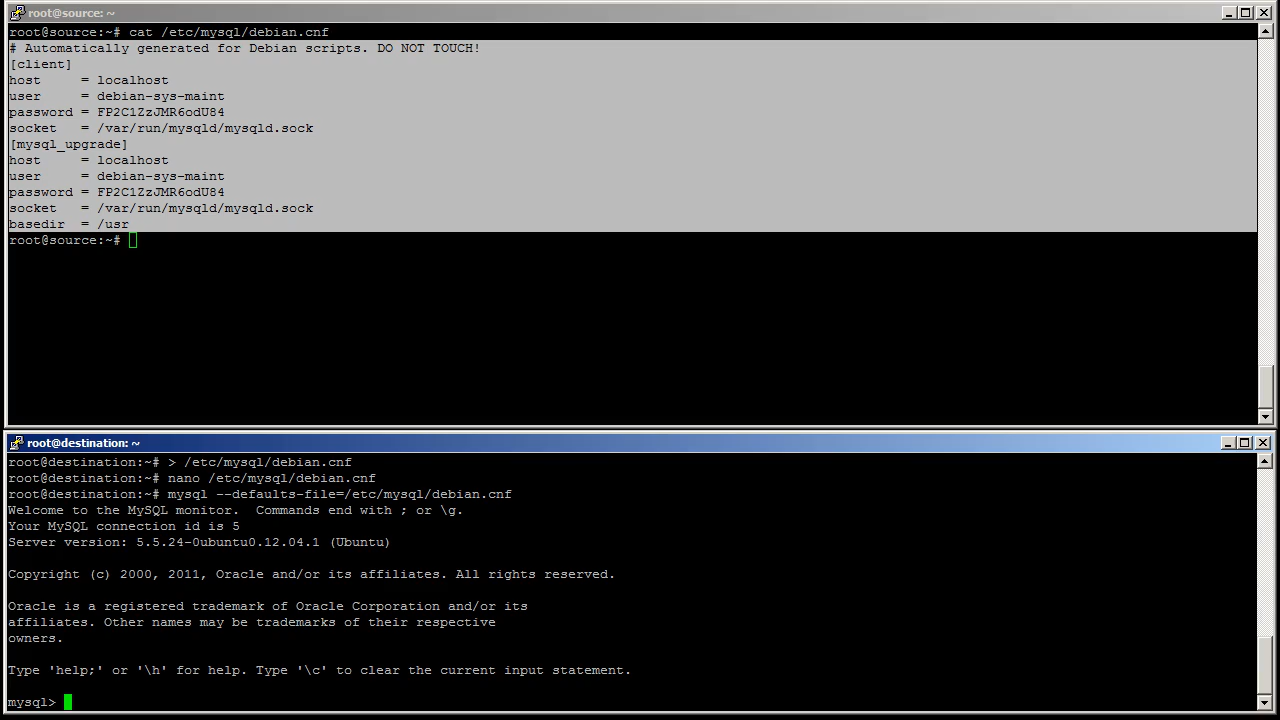 root@source: ~
root@source:~# cat /etc/mysql/debian.cnf
# Automatically generated for Debian scripts. DO NOT TOUCH!
[client]
host     = localhost
user     = debian-sys-maint
password = FP2C1ZzJMR6odU84
socket   = /var/run/mysqld/mysqld.sock
[mysql_upgrade]
host     = localhost
user     = debian-sys-maint
password = FP2C1ZzJMR6odU84
socket   = /var/run/mysqld/mysqld.sock
basedir  = /usr
root@source:~#
root@destination: ~
root@destination:~# > /etc/mysql/debian.cnf
root@destination:~# nano /etc/mysql/debian.cnf
root@destination:~# mysql --defaults-file=/etc/mysql/debian.cnf
Welcome to the MySQL monitor.  Commands end with ; or \g.
Your MySQL connection id is 5
Server version: 5.5.24-0ubuntu0.12.04.1 (Ubuntu)
Copyright (c) 2000, 2011, Oracle and/or its affiliates. All rights reserved.
Oracle is a registered trademark of Oracle Corporation and/or its
affiliates. Other names may be trademarks of their respective
owners.
Type 'help;' or '\h' for help. Type '\c' to clear the current input statement.
mysql>